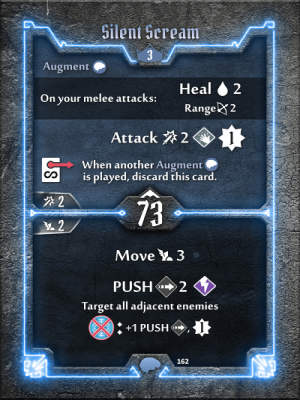 Silent Scream
3
Augment
On your melee attacks:
Heal 2
Range 2
Attack 2 1
S
When another Augment
is played, discard this card.
2
73
2
Move 3
PUSH 2
Target all adjacent enemies
: +1 PUSH , 1
162